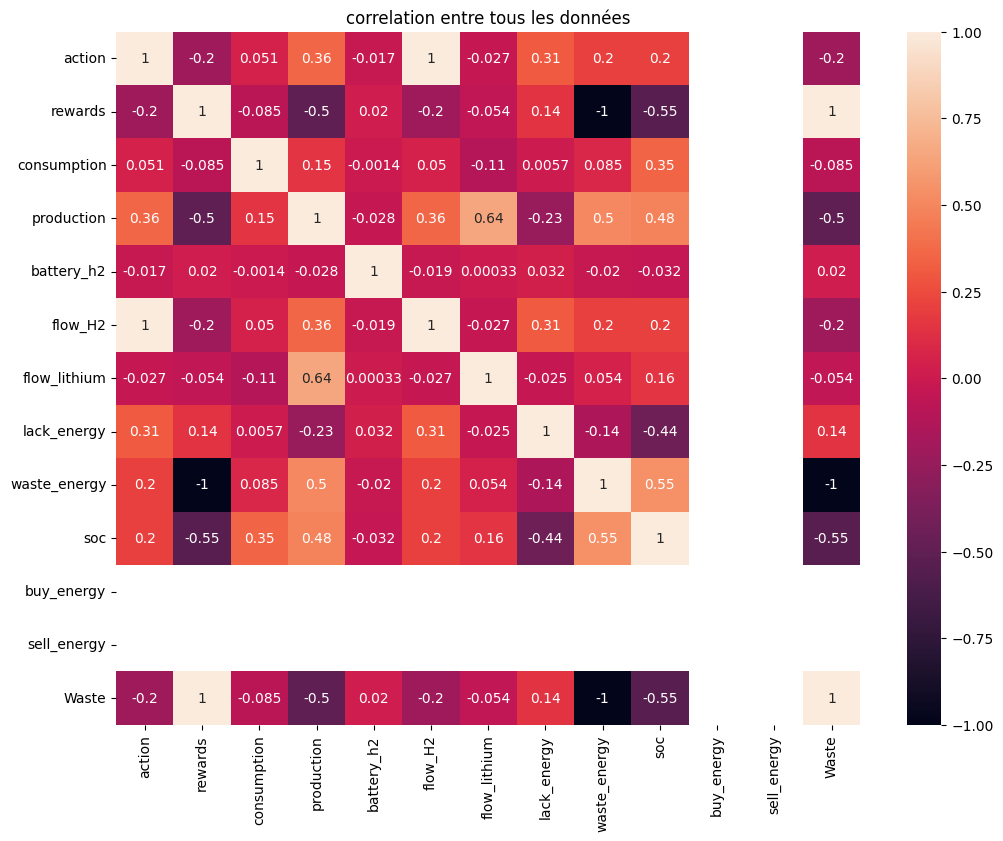 correlation entre tous les données
action 1 -0.2 0.051 0.36 -0.017 1 -0.027 0.31 0.2 0.2 -0.2
rewards -0.2 1 -0.085 -0.5 0.02 -0.2 -0.054 0.14 -1 -0.55 1
consumption 0.051 -0.085 1 0.15 -0.0014 0.05 -0.11 0.0057 0.085 0.35 -0.085
production 0.36 -0.5 0.15 1 -0.028 0.36 0.64 -0.23 0.5 0.48 -0.5
battery_h2 -0.017 0.02 -0.0014 -0.028 1 -0.019 0.00033 0.032 -0.02 -0.032 0.02
flow_H2 1 -0.2 0.05 0.36 -0.019 1 -0.027 0.31 0.2 0.2 -0.2
flow_lithium -0.027 -0.054 -0.11 0.64 0.00033 -0.027 1 -0.025 0.054 0.16 -0.054
lack_energy 0.31 0.14 0.0057 -0.23 0.032 0.31 -0.025 1 -0.14 -0.44 0.14
waste_energy 0.2 -1 0.085 0.5 -0.02 0.2 0.054 -0.14 1 0.55 -1
soc 0.2 -0.55 0.35 0.48 -0.032 0.2 0.16 -0.44 0.55 1 -0.55
buy_energy
sell_energy
Waste -0.2 1 -0.085 -0.5 0.02 -0.2 -0.054 0.14 -1 -0.55 1
action
rewards
consumption
production
battery_h2
flow_H2
flow_lithium
lack_energy
waste_energy
soc
buy_energy
sell_energy
Waste
1.00
0.75
0.50
0.25
0.00
−0.25
−0.50
−0.75
−1.00